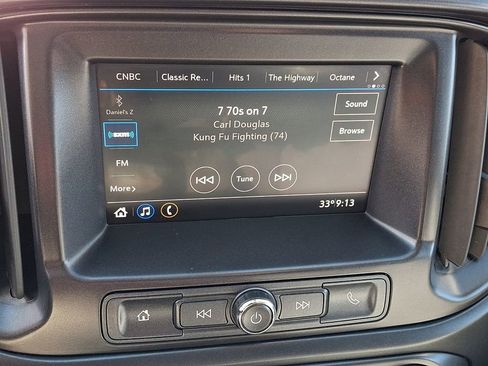 CNBC Classic Re... Hits 1 The Highway Octane
Daniel's Z
7 70s on 7
Carl Douglas
Kung Fu Fighting (74)
Sound
SXM
Browse
FM
Tune
More
33° 9:13